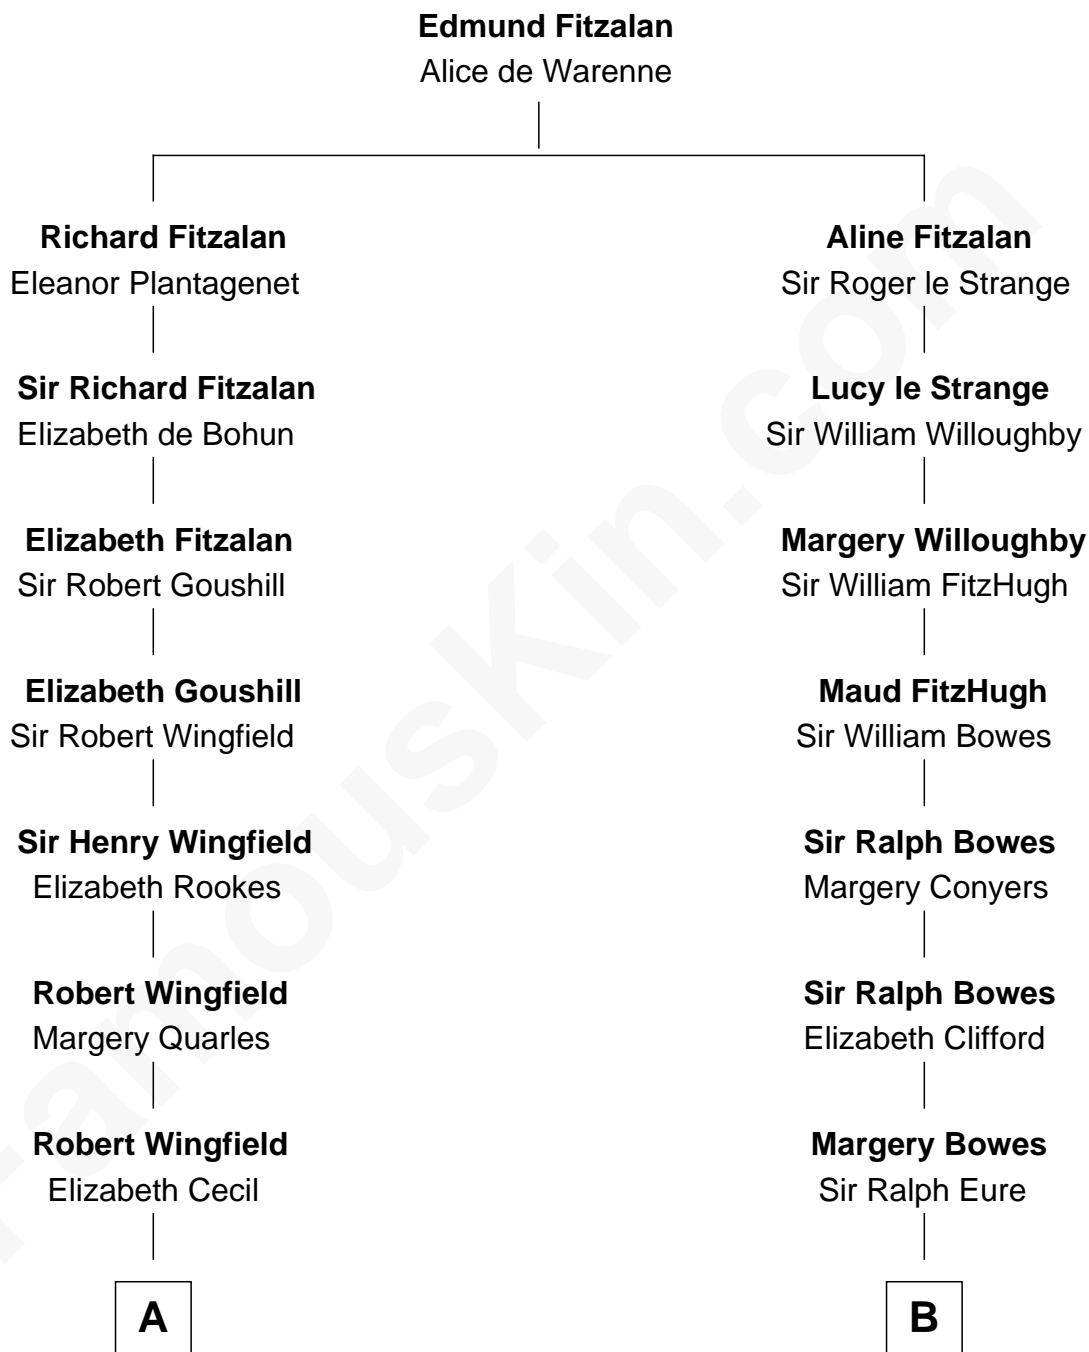 Edmund Fitzalan
Alice de Warenne
Richard Fitzalan
Eleanor Plantagenet
Aline Fitzalan
Sir Roger le Strange
Sir Richard Fitzalan
Elizabeth de Bohun
Lucy le Strange
Sir William Willoughby
Elizabeth Fitzalan
Sir Robert Goushill
Margery Willoughby
Sir William FitzHugh
Elizabeth Goushill
Sir Robert Wingfield
Maud FitzHugh
Sir William Bowes
Sir Henry Wingfield
Elizabeth Rookes
Sir Ralph Bowes
Margery Conyers
Robert Wingfield
Margery Quarles
Sir Ralph Bowes
Elizabeth Clifford
Robert Wingfield
Elizabeth Cecil
Margery Bowes
Sir Ralph Eure
A
B
FamousKin.com